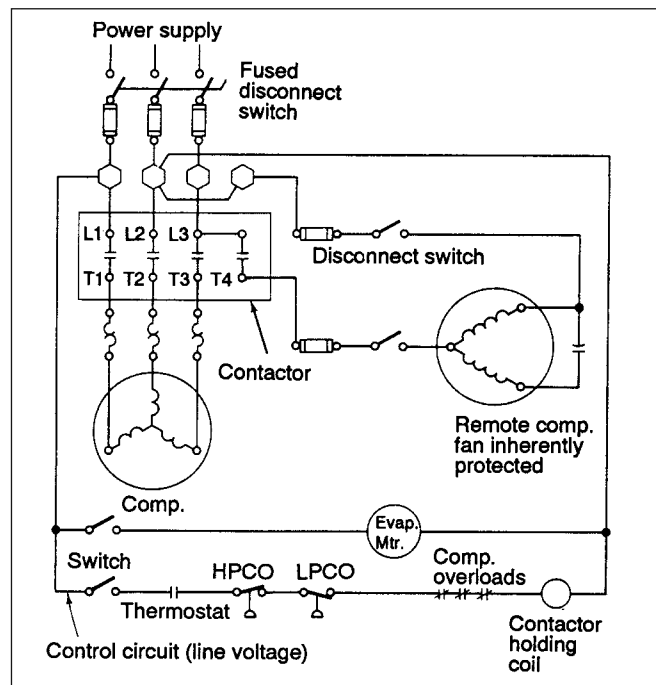 Power supply
Fused
disconnect
switch
L1 L2 L3
Disconnect switch
T1 T2 T3 T4
Contactor
Remote comp.
fan inherently
protected
Comp.
Evap.
Mtr.
Switch
HPCO LPCO
Comp.
overloads
Thermostat
Contactor
holding
coil
Control circuit (line voltage)